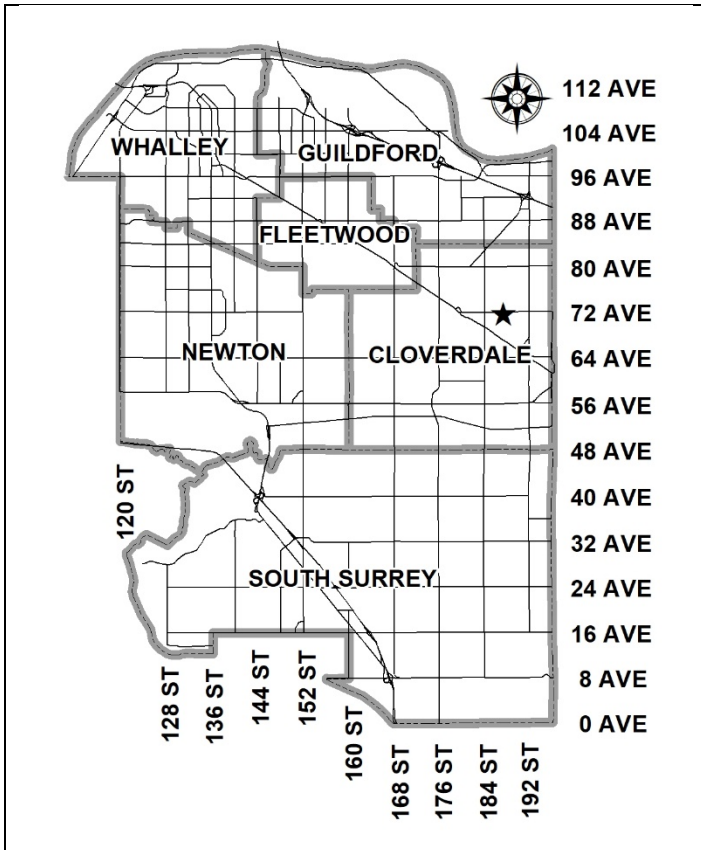 112 AVE
104 AVE
WHALLEY
GUILDFORD
96 AVE
88 AVE
FLEETWOOD
80 AVE
72 AVE
NEWTON
CLOVERDALE
64 AVE
56 AVE
48 AVE
120 ST
40 AVE
32 AVE
SOUTH SURREY
24 AVE
16 AVE
128 ST
136 ST
144 ST
152 ST
160 ST
8 AVE
0 AVE
168 ST
176 ST
184 ST
192 ST